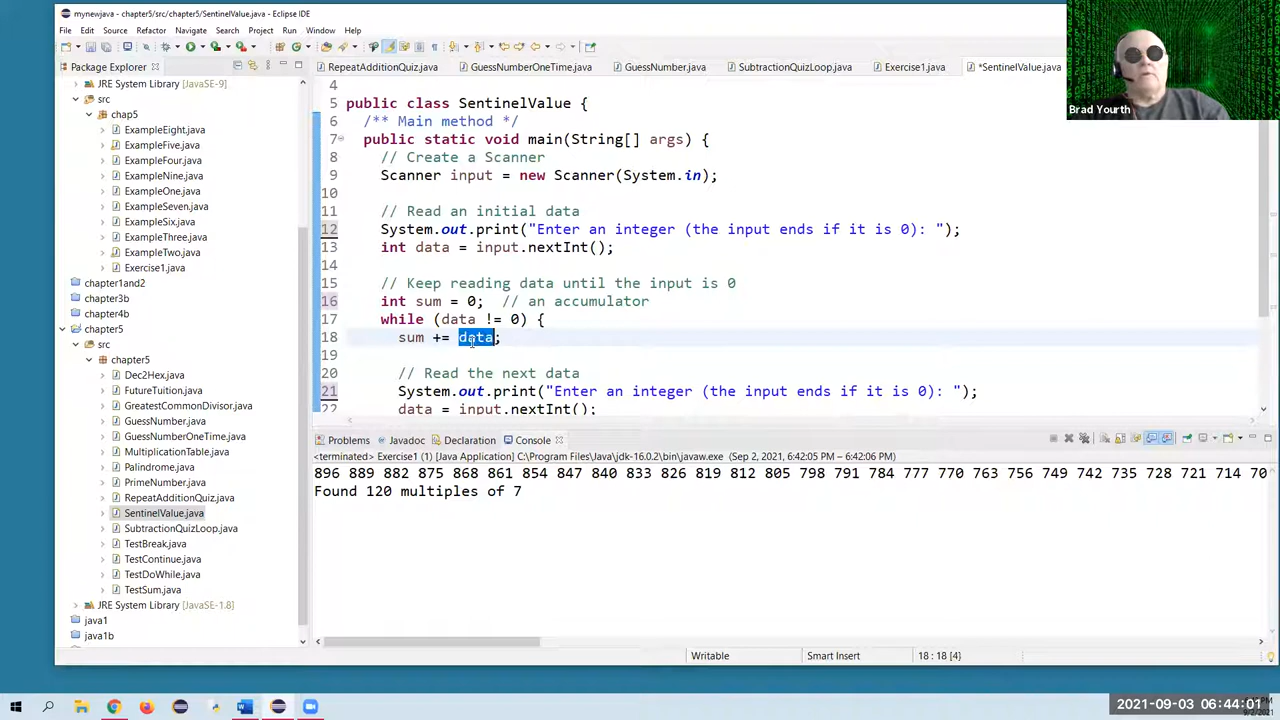 mynewjava - chapter5/src/chapter5/SentinelValue.java - Eclipse IDE
File Edit Source Refactor Navigate Search Project Run Window Help
Package Explorer
RepeatAdditionQuiz.java GuessNumberOneTime.java GuessNumber.java SubtractionQuizLoop.java Exercise1.java *SentinelValue.java
Brad Yourth
JRE System Library [JavaSE-9]
src
chap5
ExampleEight.java
ExampleFive.java
ExampleFour.java
ExampleNine.java
ExampleOne.java
ExampleSeven.java
ExampleSix.java
ExampleThree.java
ExampleTwo.java
Exercise1.java
chapter1and2
chapter3b
chapter4b
chapter5
src
chapter5
Dec2Hex.java
FutureTuition.java
GreatestCommonDivisor.java
GuessNumber.java
GuessNumberOneTime.java
MultiplicationTable.java
Palindrome.java
PrimeNumber.java
RepeatAdditionQuiz.java
SentinelValue.java
SubtractionQuizLoop.java
TestBreak.java
TestContinue.java
TestDoWhile.java
TestSum.java
JRE System Library [JavaSE-1.8]
java1
java1b
4
5 public class SentinelValue {
6 /** Main method */
7 public static void main(String[] args) {
8 // Create a Scanner
9 Scanner input = new Scanner(System.in);
10
11 // Read an initial data
12 System.out.print("Enter an integer (the input ends if it is 0): ");
13 int data = input.nextInt();
14
15 // Keep reading data until the input is 0
16 int sum = 0; // an accumulator
17 while (data != 0) {
18 sum += data;
19
20 // Read the next data
21 System.out.print("Enter an integer (the input ends if it is 0): ");
22 data = input.nextInt();
Problems Javadoc Declaration Console
<terminated> Exercise1 (1) [Java Application] C:\Program Files\Java\jdk-16.0.2\bin\javaw.exe (Sep 2, 2021, 6:42:05 PM – 6:42:06 PM)
896 889 882 875 868 861 854 847 840 833 826 819 812 805 798 791 784 777 770 763 756 749 742 735 728 721 714 70
Found 120 multiples of 7
Writable Smart Insert 18 : 18 [4]
2021-09-03 06:44:01
9/2/2021